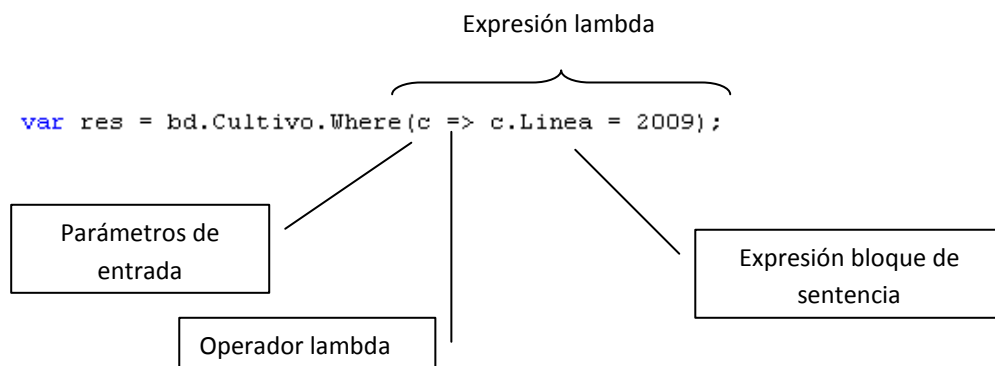 Expresión lambda
var res = bd.Cultivo.Where(c => c.Linea = 2009);
Parámetros de
entrada
Expresión bloque de
sentencia
Operador lambda